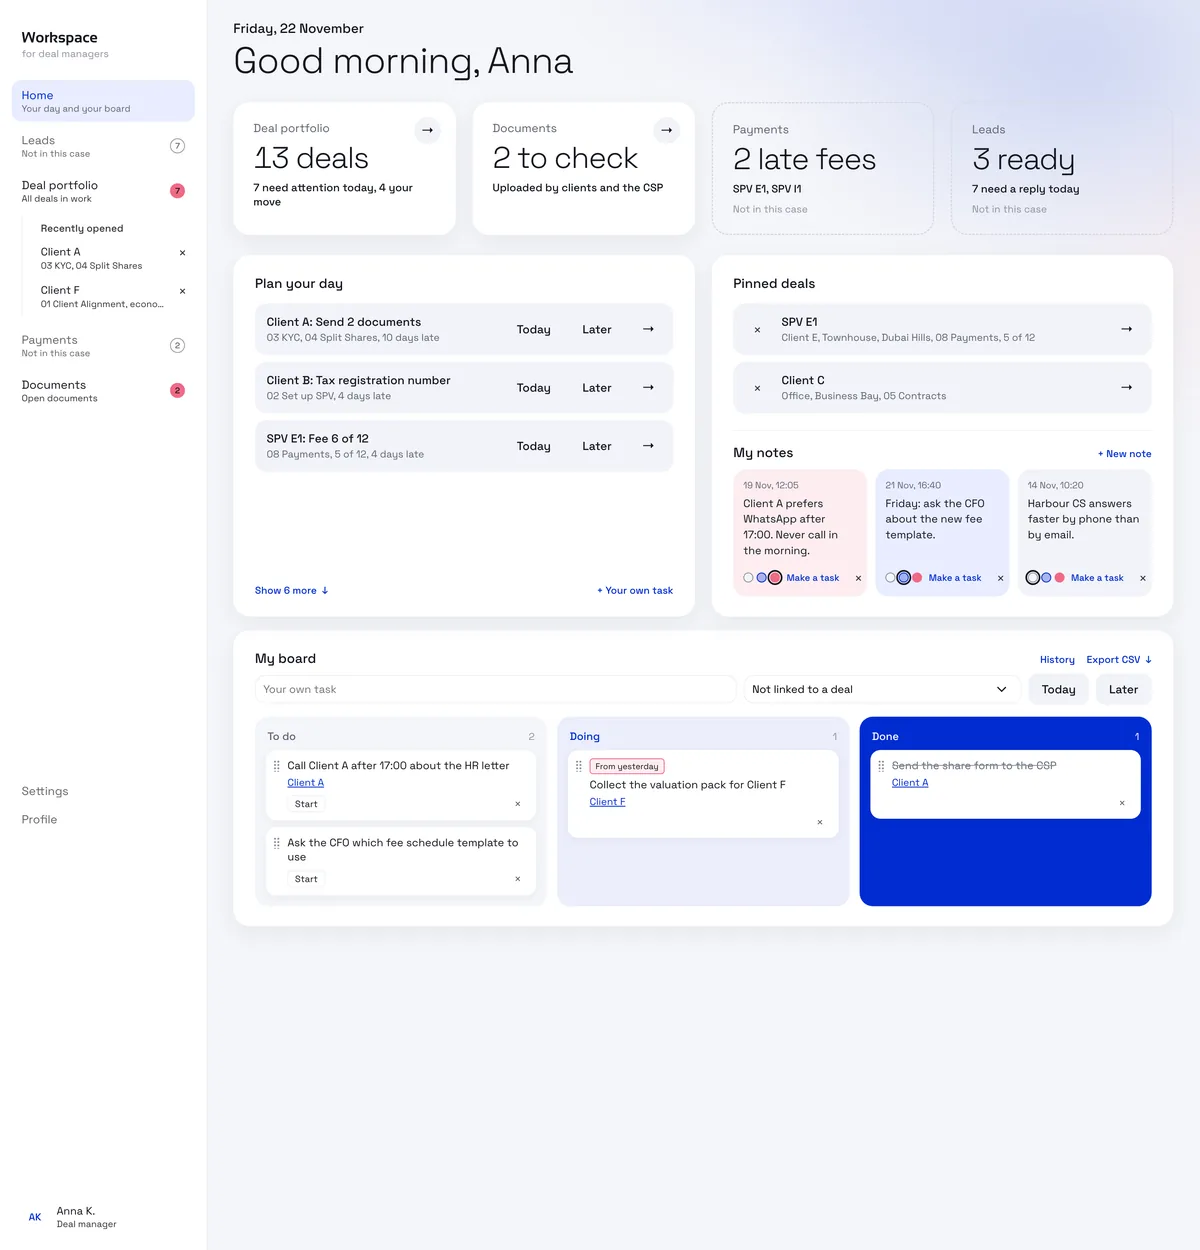 Workspace
for deal managers
Home
Your day and your board
Leads
Not in this case
7
Deal portfolio
All deals in work
7
Recently opened
Client A
03 KYC, 04 Split Shares
×
Client F
01 Client Alignment, econo...
×
Payments
Not in this case
2
Documents
Open documents
2
Settings
Profile
AK
Anna K.
Deal manager
Friday, 22 November
Good morning, Anna
Deal portfolio
→
13 deals
7 need attention today, 4 your
move
Documents
→
2 to check
Uploaded by clients and the CSP
Payments
2 late fees
SPV E1, SPV I1
Not in this case
Leads
3 ready
7 need a reply today
Not in this case
Plan your day
Client A: Send 2 documents
03 KYC, 04 Split Shares, 10 days late
Today Later →
Client B: Tax registration number
02 Set up SPV, 4 days late
Today Later →
SPV E1: Fee 6 of 12
08 Payments, 5 of 12, 4 days late
Today Later →
Show 6 more ↓
+ Your own task
Pinned deals
×
SPV E1
Client E, Townhouse, Dubai Hills, 08 Payments, 5 of 12
→
×
Client C
Office, Business Bay, 05 Contracts
→
My notes
+ New note
19 Nov, 12:05
Client A prefers
WhatsApp after
17:00. Never call in
the morning.
Make a task ×
21 Nov, 16:40
Friday: ask the CFO
about the new fee
template.
Make a task ×
14 Nov, 10:20
Harbour CS answers
faster by phone than
by email.
Make a task ×
My board
History Export CSV ↓
Your own task
Not linked to a deal
Today
Later
To do 2
Call Client A after 17:00 about the HR letter
Client A
Start ×
Ask the CFO which fee schedule template to
use
Start ×
Doing 1
From yesterday
Collect the valuation pack for Client F
Client F
×
Done 1
Send the share form to the CSP
Client A
×